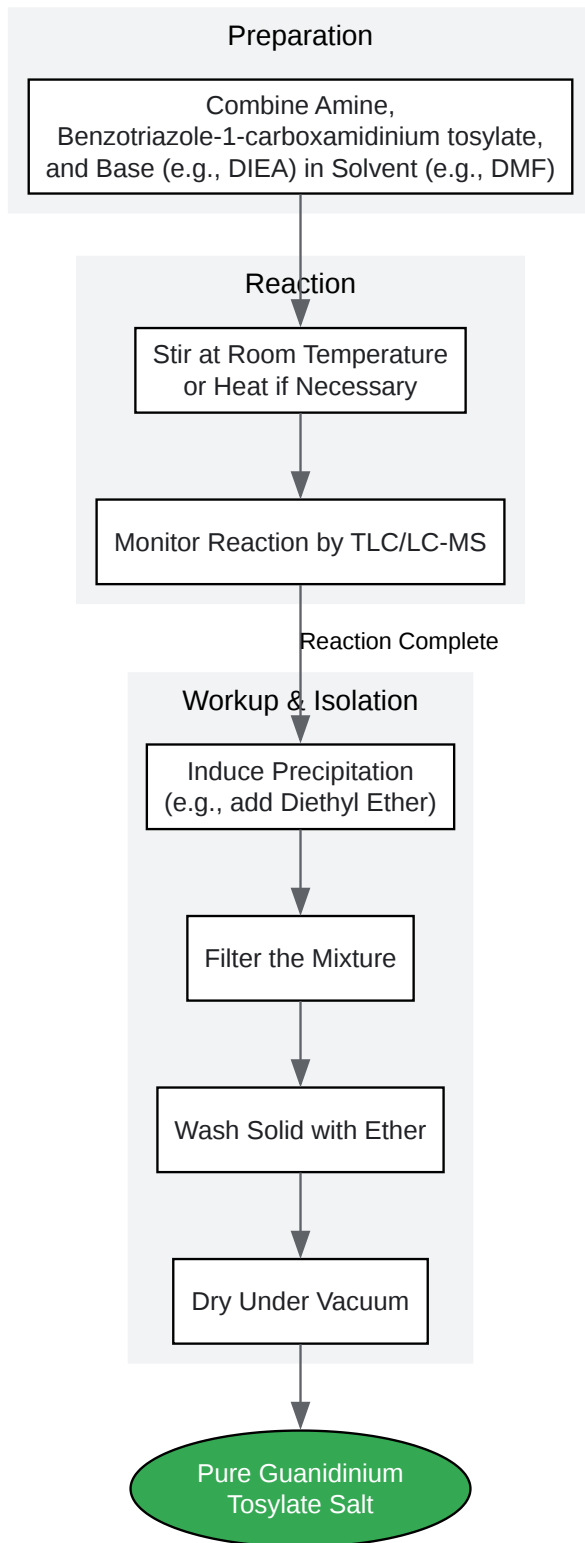 Preparation
Combine Amine,
Benzotriazole-1-carboxamidinium tosylate,
and Base (e.g., DIEA) in Solvent (e.g., DMF)
Reaction
Stir at Room Temperature
or Heat if Necessary
Monitor Reaction by TLC/LC-MS
Reaction Complete
Workup & Isolation
Induce Precipitation
(e.g., add Diethyl Ether)
Filter the Mixture
Wash Solid with Ether
Dry Under Vacuum
Pure Guanidinium
Tosylate Salt